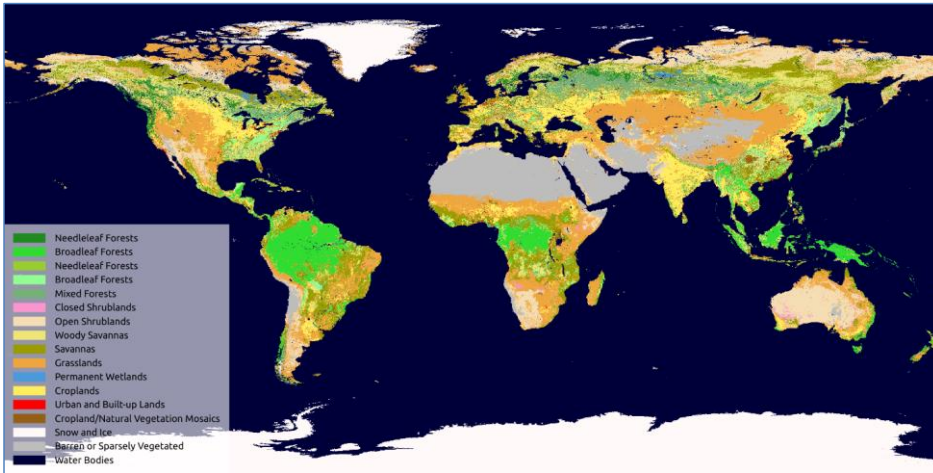 Needleleaf Forests
Broadleaf Forests
Needleleaf Forests
Broadleaf Forests
Mixed Forests
Closed Shrublands
Open Shrublands
Woody Savannas
Savannas
Grasslands
Permanent Wetlands
Croplands
Urban and Built-up Lands
Cropland/Natural Vegetation Mosaics
Snow and Ice
Barren or Sparsely Vegetated
Water Bodies